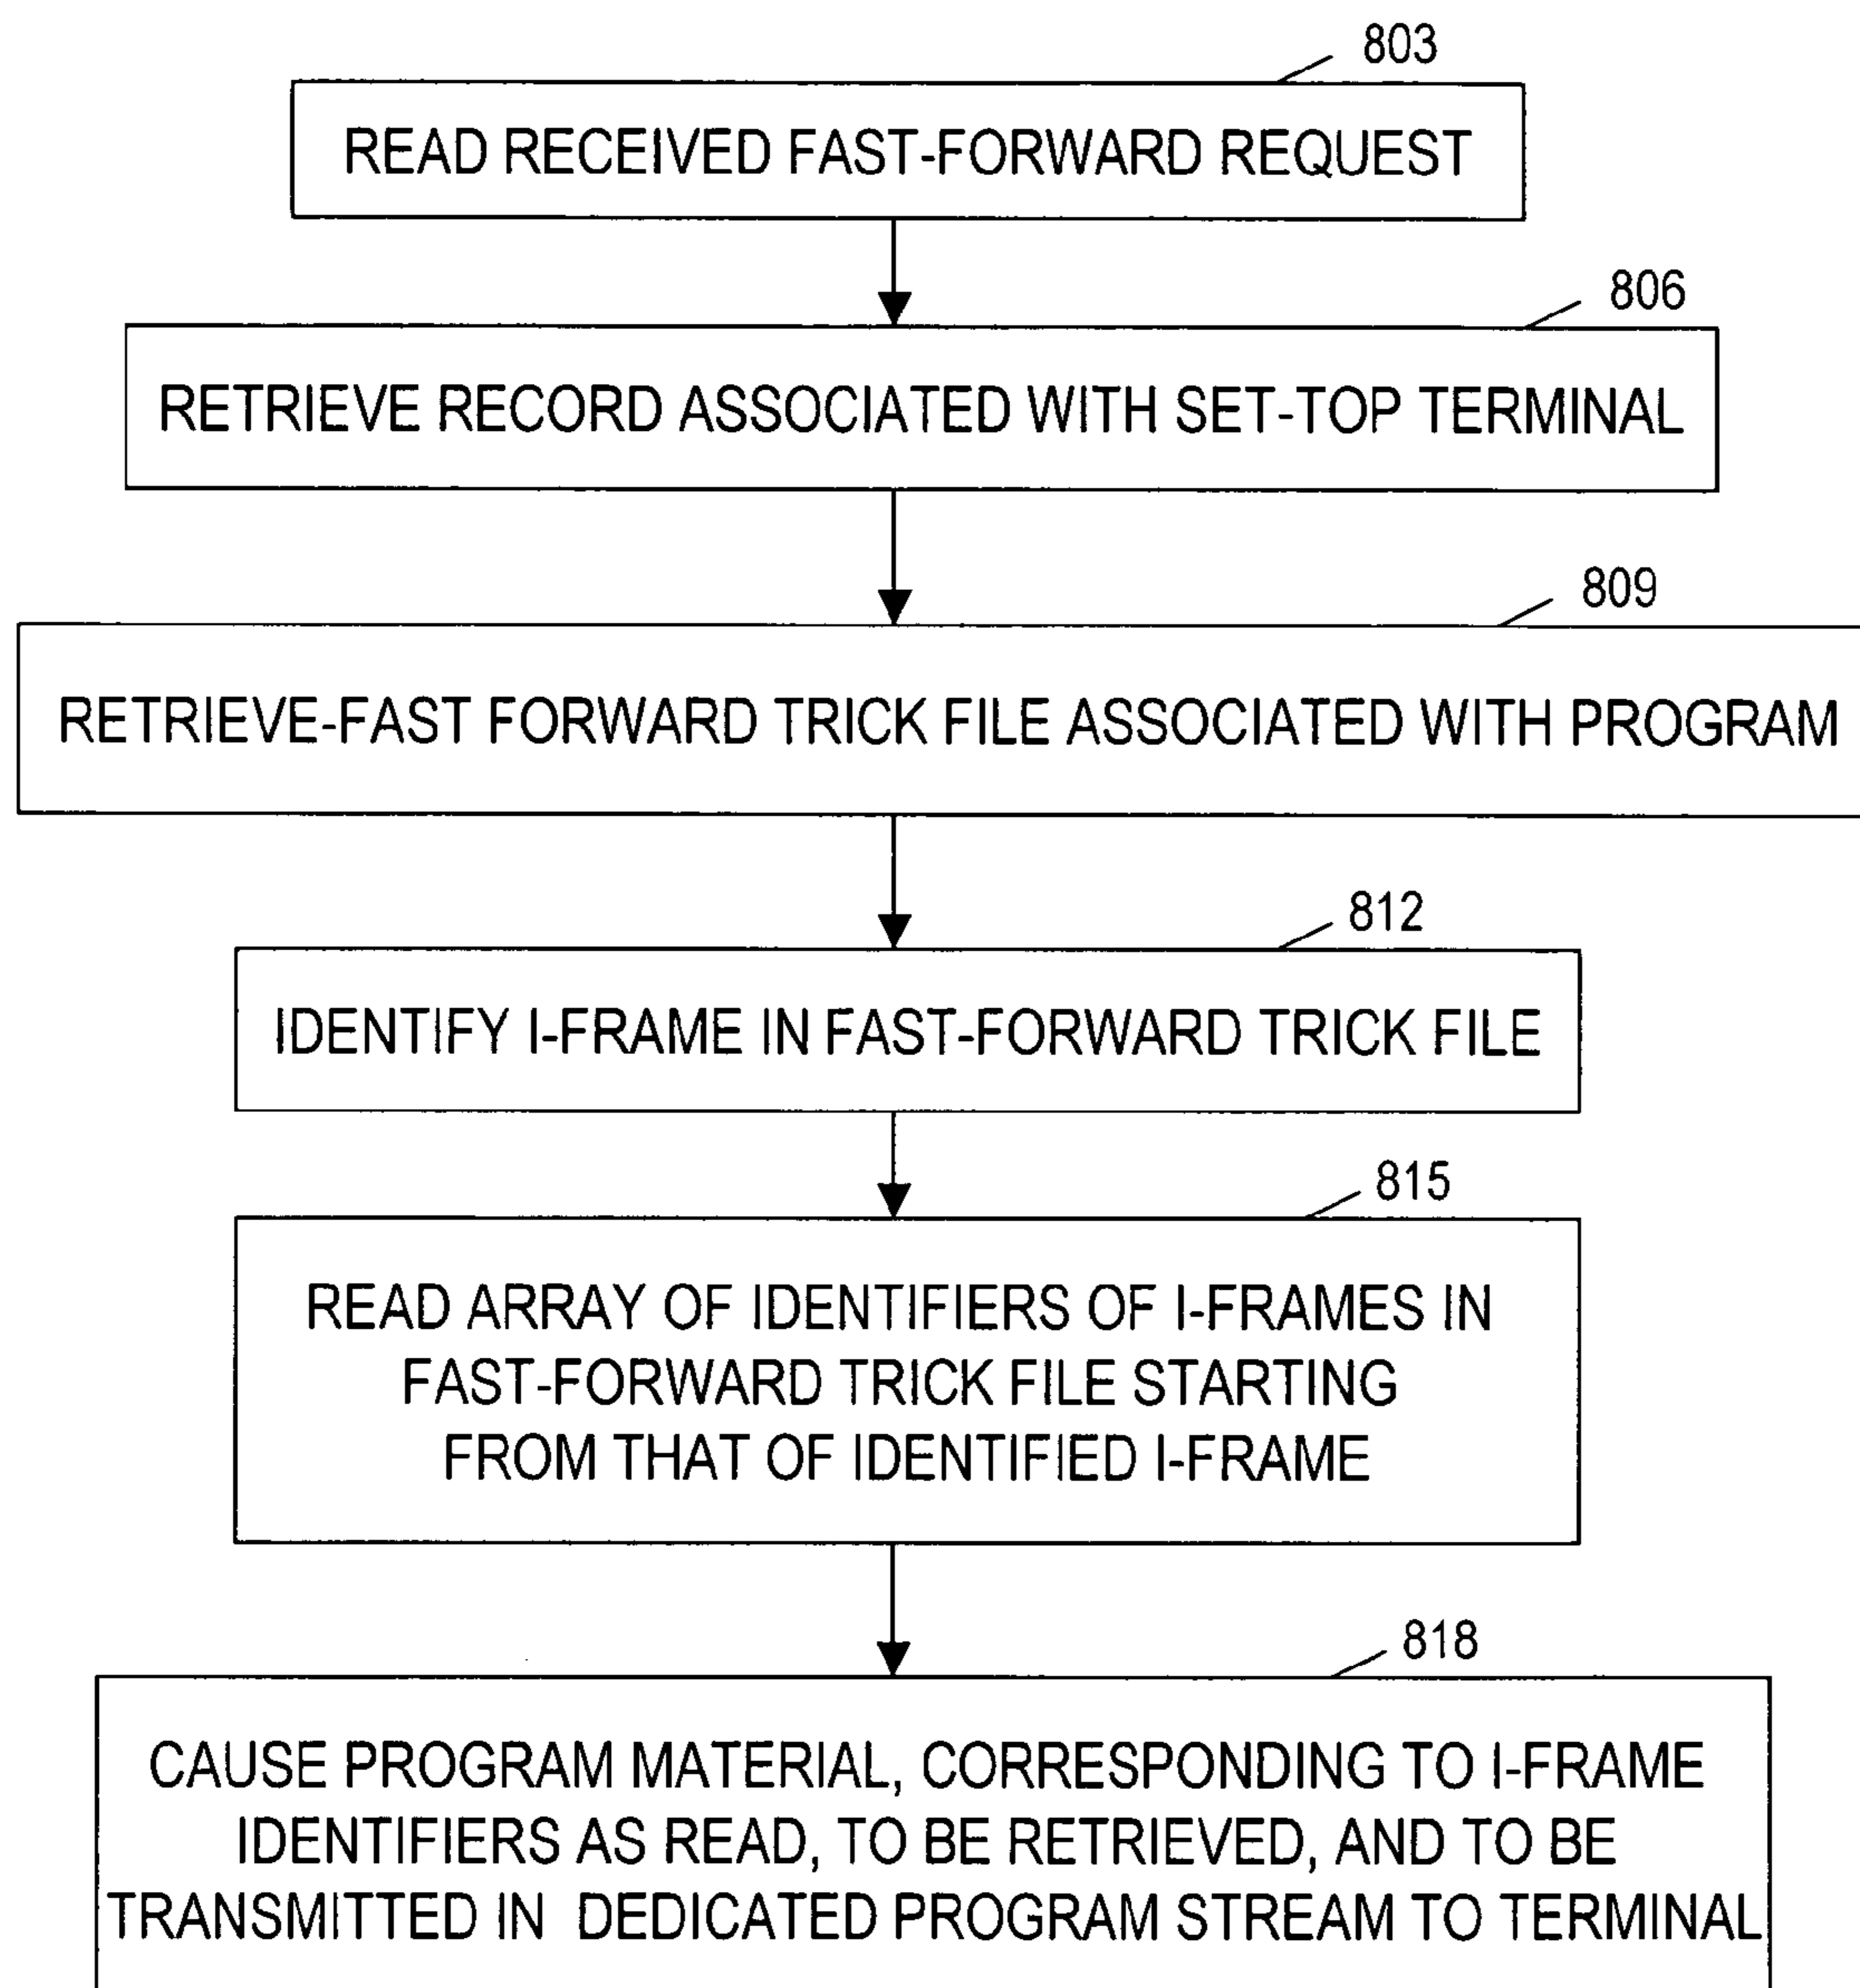 803
READ RECEIVED FAST-FORWARD REQUEST
806
RETRIEVE RECORD ASSOCIATED WITH SET-TOP TERMINAL
809
RETRIEVE-FAST FORWARD TRICK FILE ASSOCIATED WITH PROGRAM
812
IDENTIFY I-FRAME IN FAST-FORWARD TRICK FILE
815
READ ARRAY OF IDENTIFIERS OF I-FRAMES IN
FAST-FORWARD TRICK FILE STARTING
FROM THAT OF IDENTIFIED I-FRAME
818
CAUSE PROGRAM MATERIAL, CORRESPONDING TO I-FRAME
IDENTIFIERS AS READ, TO BE RETRIEVED, AND TO BE
TRANSMITTED IN DEDICATED PROGRAM STREAM TO TERMINAL